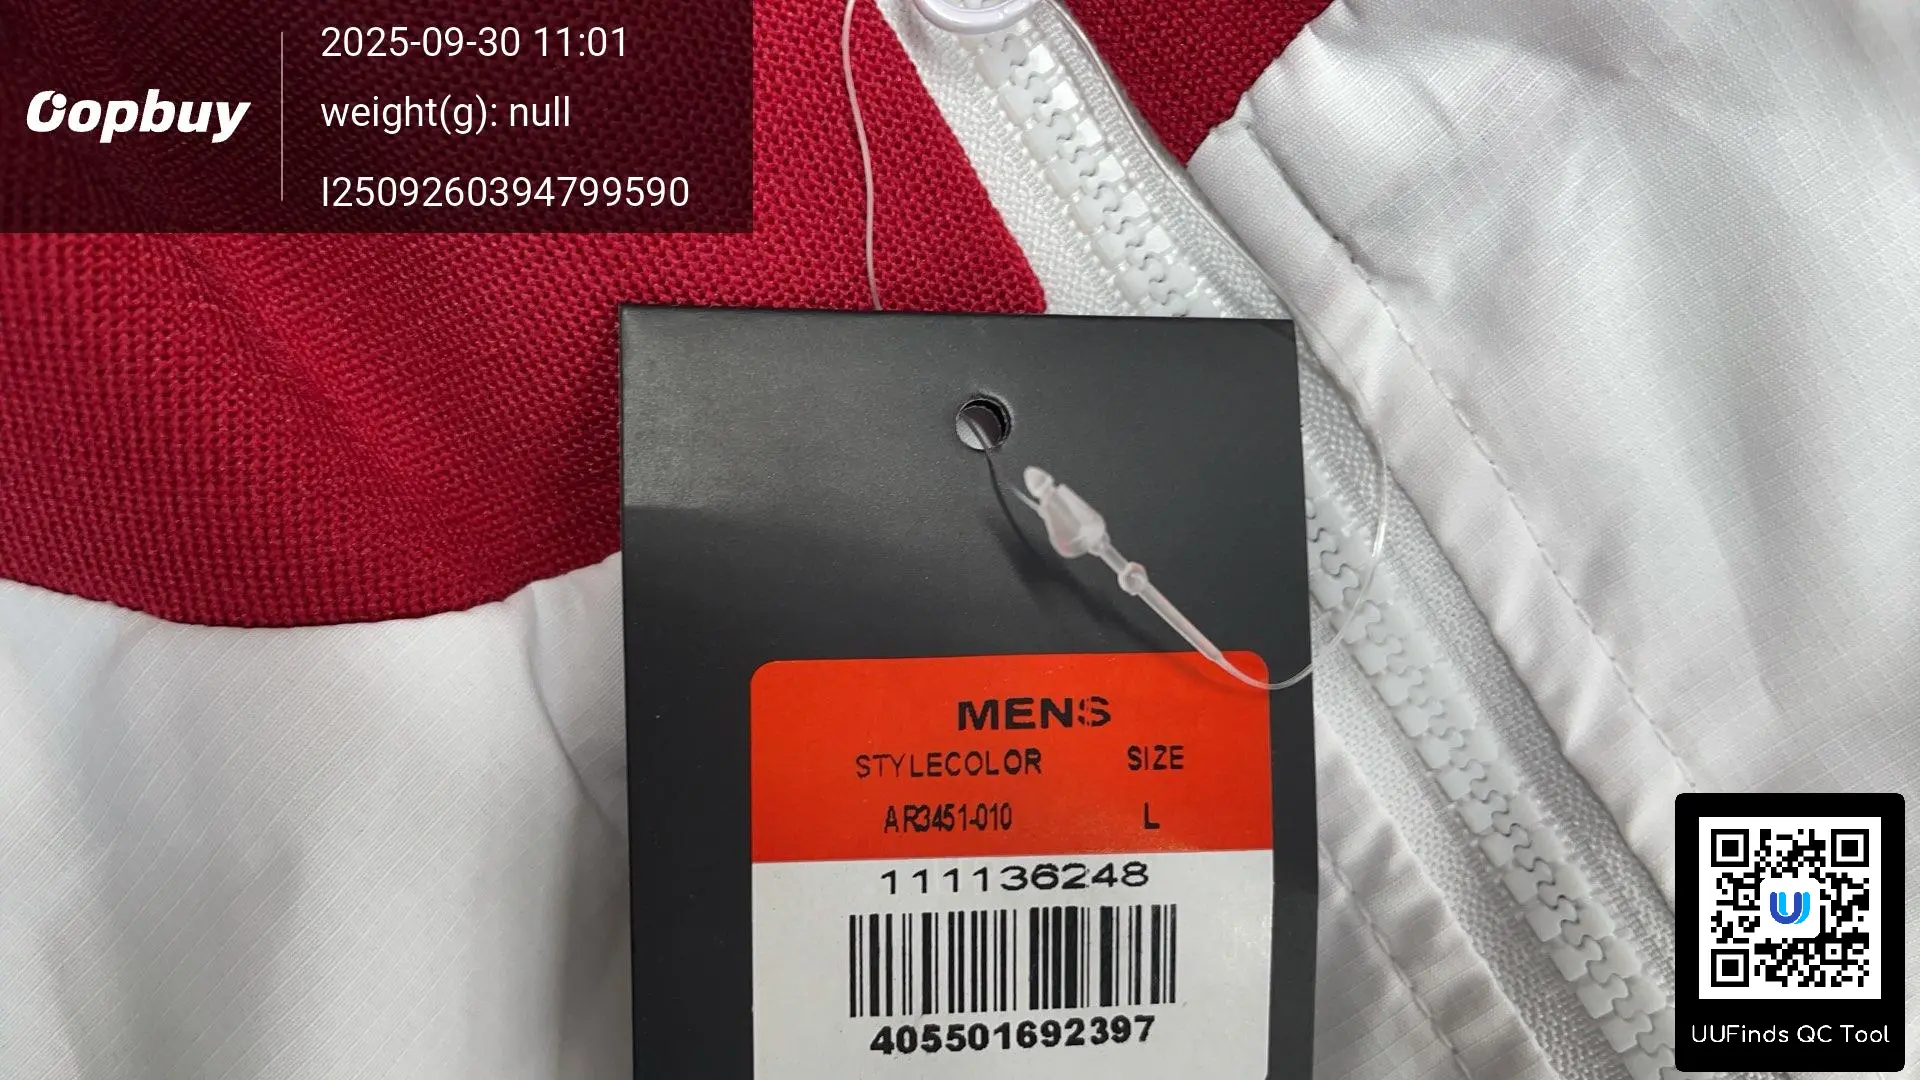 Oopbuy
2025-09-30 11:01
weight(g): null
I2509260394799590
MENS
STYLECOLOR SIZE
AR3451-010 L
111136248
405501692397
UUFinds QC Tool